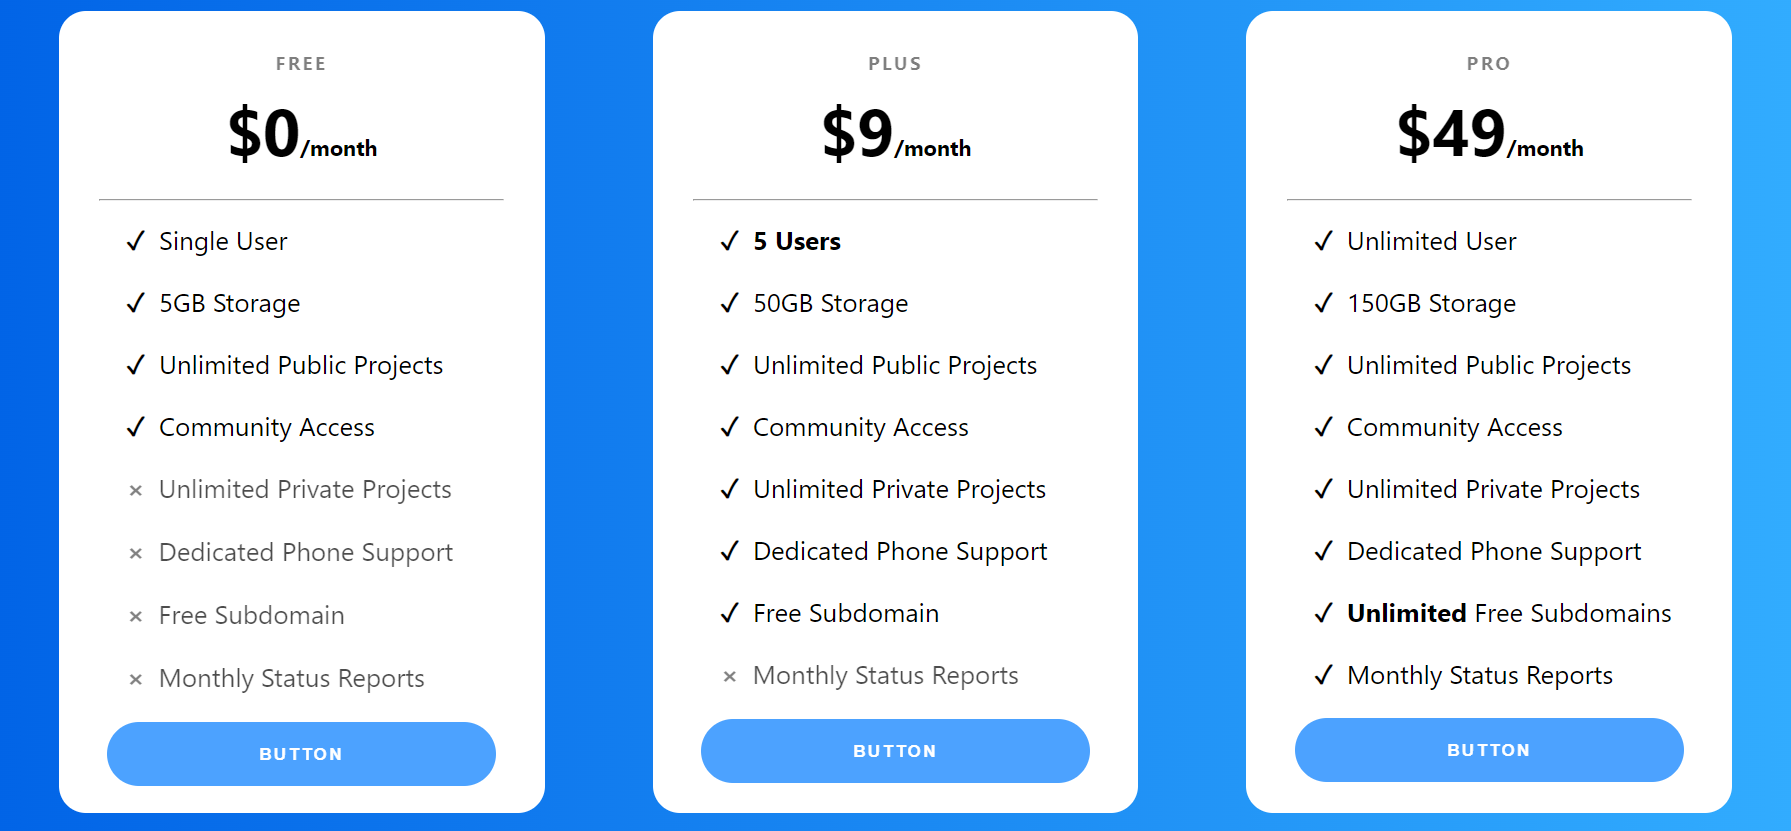 FREE
$0/month
✓ Single User
✓ 5GB Storage
✓ Unlimited Public Projects
✓ Community Access
× Unlimited Private Projects
× Dedicated Phone Support
× Free Subdomain
× Monthly Status Reports
BUTTON
PLUS
$9/month
✓ 5 Users
✓ 50GB Storage
✓ Unlimited Public Projects
✓ Community Access
✓ Unlimited Private Projects
✓ Dedicated Phone Support
✓ Free Subdomain
× Monthly Status Reports
BUTTON
PRO
$49/month
✓ Unlimited User
✓ 150GB Storage
✓ Unlimited Public Projects
✓ Community Access
✓ Unlimited Private Projects
✓ Dedicated Phone Support
✓ Unlimited Free Subdomains
✓ Monthly Status Reports
BUTTON